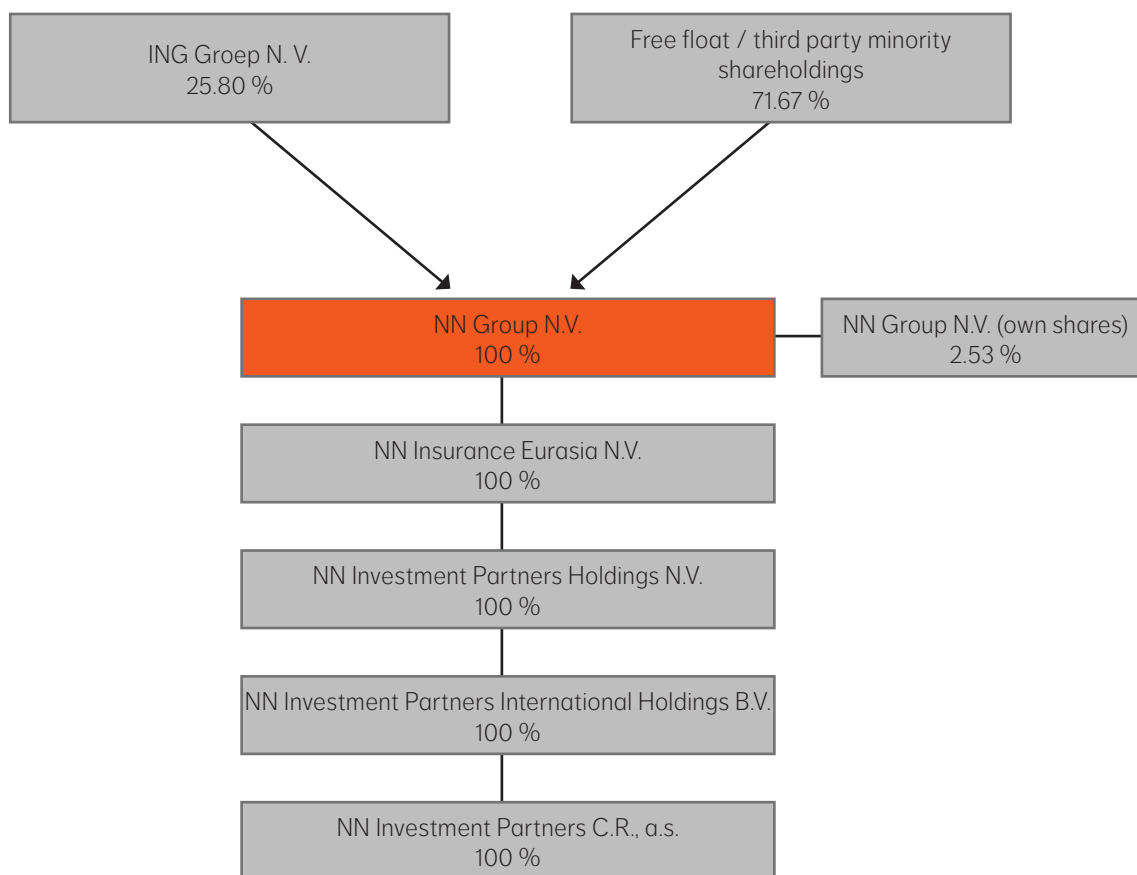 ING Groep N. V.
25.80 %
Free float / third party minority
shareholdings
71.67 %
NN Group N.V.
100 %
NN Group N.V. (own shares)
2.53 %
NN Insurance Eurasia N.V.
100 %
NN Investment Partners Holdings N.V.
100 %
NN Investment Partners International Holdings B.V.
100 %
NN Investment Partners C.R., a.s.
100 %